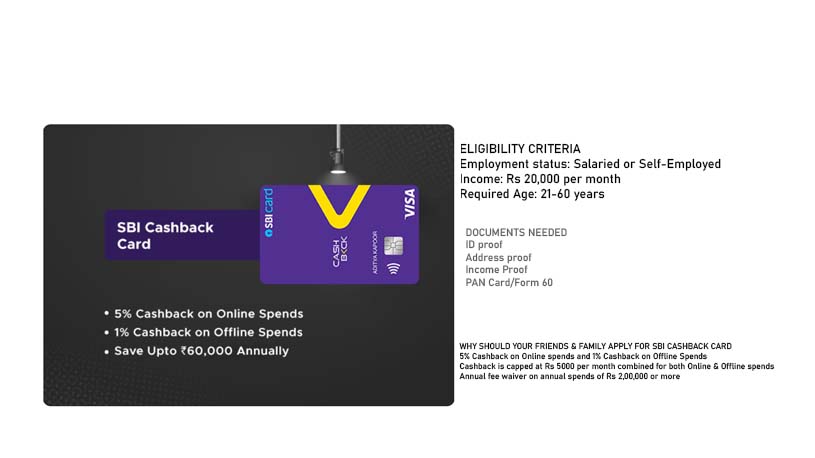 SBI Cashback
Card
SBI card
CASH
BACK
ADITYA KAPOOR
VISA
• 5% Cashback on Online Spends
• 1% Cashback on Offline Spends
• Save Upto ₹60,000 Annually
ELIGIBILITY CRITERIA
Employment status: Salaried or Self-Employed
Income: Rs 20,000 per month
Required Age: 21-60 years
DOCUMENTS NEEDED
ID proof
Address proof
Income Proof
PAN Card/Form 60
WHY SHOULD YOUR FRIENDS & FAMILY APPLY FOR SBI CASHBACK CARD
5% Cashback on Online spends and 1% Cashback on Offline Spends
Cashback is capped at Rs 5000 per month combined for both Online & Offline spends
Annual fee waiver on annual spends of Rs 2,00,000 or more